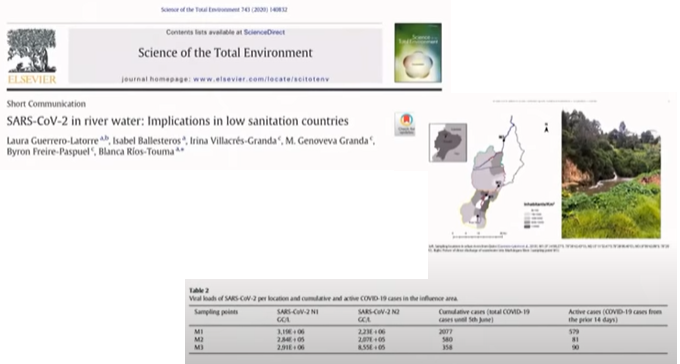 Science of the Total Environment 743 (2020) 140832
Contents lists available at ScienceDirect
Science of the Total Environment
journal homepage: www.elsevier.com/locate/scitotenv
ELSEVIER
Short Communication
SARS-CoV-2 in river water: Implications in low sanitation countries
Laura Guerrero-Latorre a,b, Isabel Ballesteros a, Irina Villacrés-Granda c, M. Genoveva Granda c,
Byron Freire-Paspuel c, Blanca Ríos-Touma a,*
Table 2
Viral loads of SARS-CoV-2 per location and cumulative and active COVID-19 cases in the influence area.
Sampling points SARS-CoV-2 N1 SARS-CoV-2 N2 Cumulative cases (total COVID-19 Active cases (COVID-19 cases from
GC/L GC/L cases until 5th June) the prior 14 days)
M1 3,19E+06 2,23E+06 2077 579
M2 2,84E+05 2,07E+05 580 81
M3 2,91E+06 8,55E+05 358 90